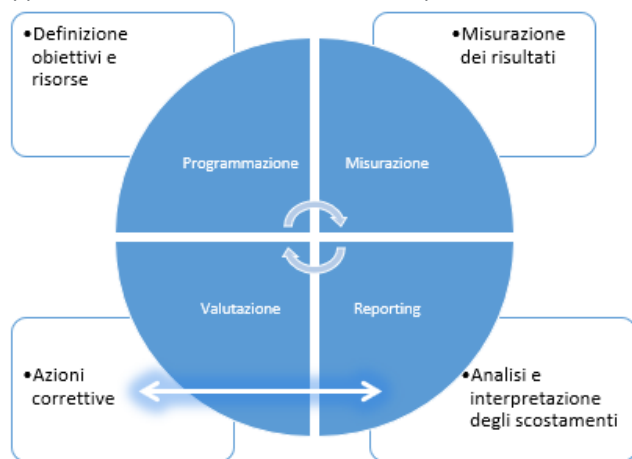 •Definizione
obiettivi e
risorse
•Misurazione
dei risultati
Programmazione
Misurazione
Valutazione
Reporting
•Azioni
correttive
•Analisi e
interpretazione
degli scostamenti